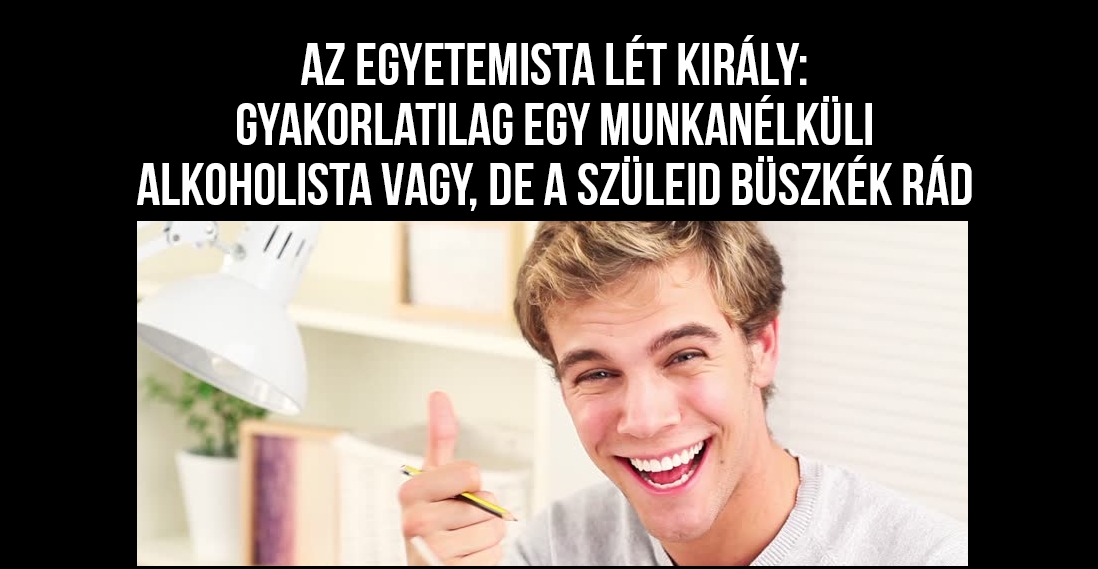 AZ EGYETEMISTA LÉT KIRÁLY:
GYAKORLATILAG EGY MUNKANÉLKÜLI
ALKOHOLISTA VAGY, DE A SZÜLEID BÜSZKÉK RÁD